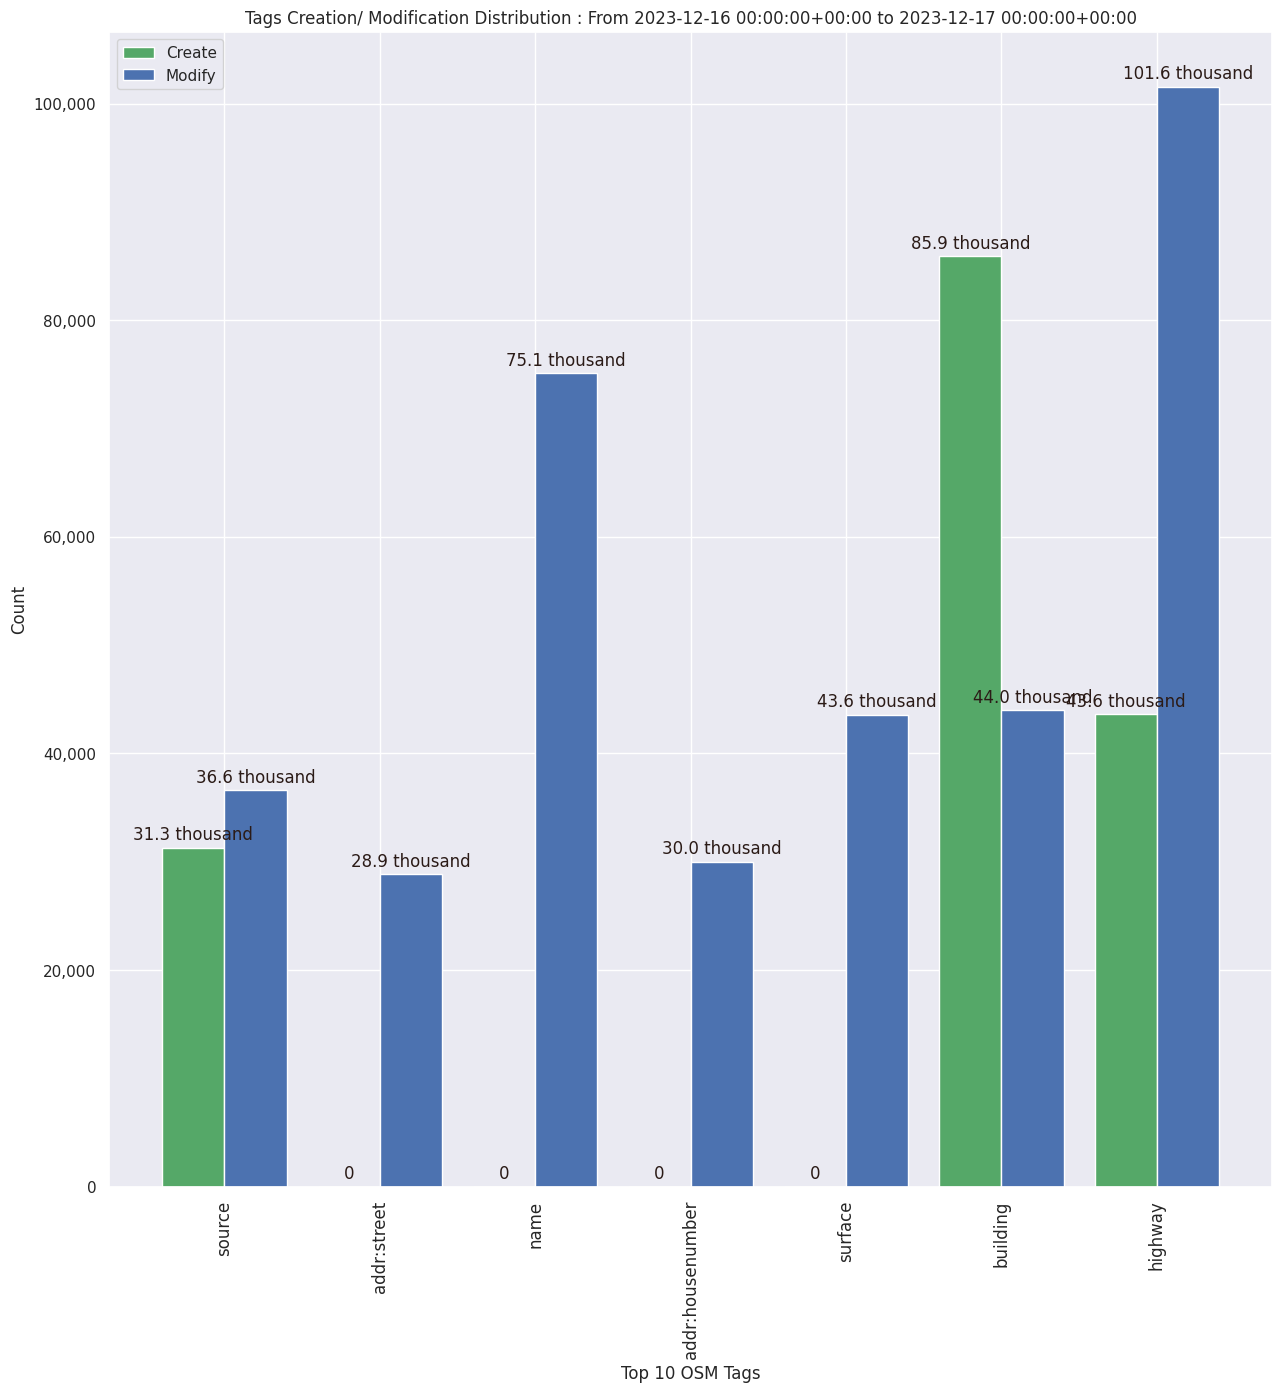 Tags Creation/ Modification Distribution : From 2023-12-16 00:00:00+00:00 to 2023-12-17 00:00:00+00:00
Create
Modify
101.6 thousand
100,000
85.9 thousand
80,000
75.1 thousand
60,000
Count
43.6 thousand
44.0 thousand
43.6 thousand
40,000
36.6 thousand
31.3 thousand
28.9 thousand
30.0 thousand
20,000
0
0
0
0
0
source
addr:street
name
addr:housenumber
surface
building
highway
Top 10 OSM Tags